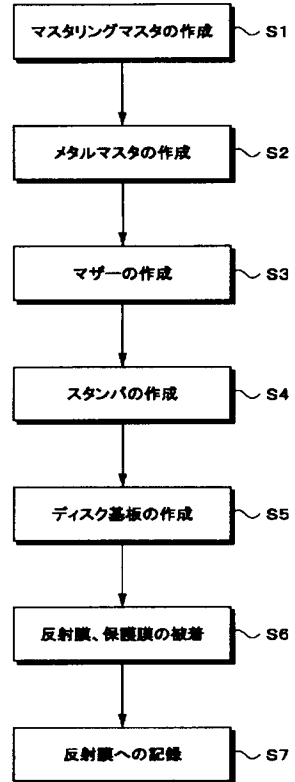 マスタリングマスタの作成 S1
メタルマスタの作成 S2
マザーの作成 S3
スタンパの作成 S4
ディスク基板の作成 S5
反射膜、保護膜の被着 S6
反射膜への記録 S7